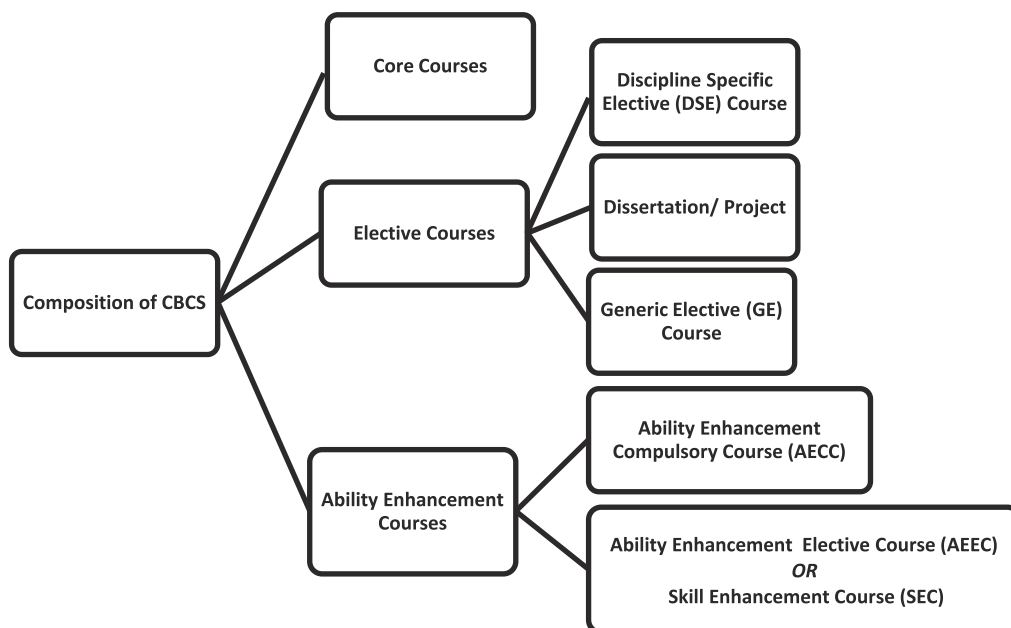 Core Courses
Discipline Specific
Elective (DSE) Course
Elective Courses
Dissertation/ Project
Composition of CBCS
Generic Elective (GE)
Course
Ability Enhancement
Compulsory Course (AECC)
Ability Enhancement
Courses
Ability Enhancement  Elective Course (AEEC)
OR
Skill Enhancement Course (SEC)